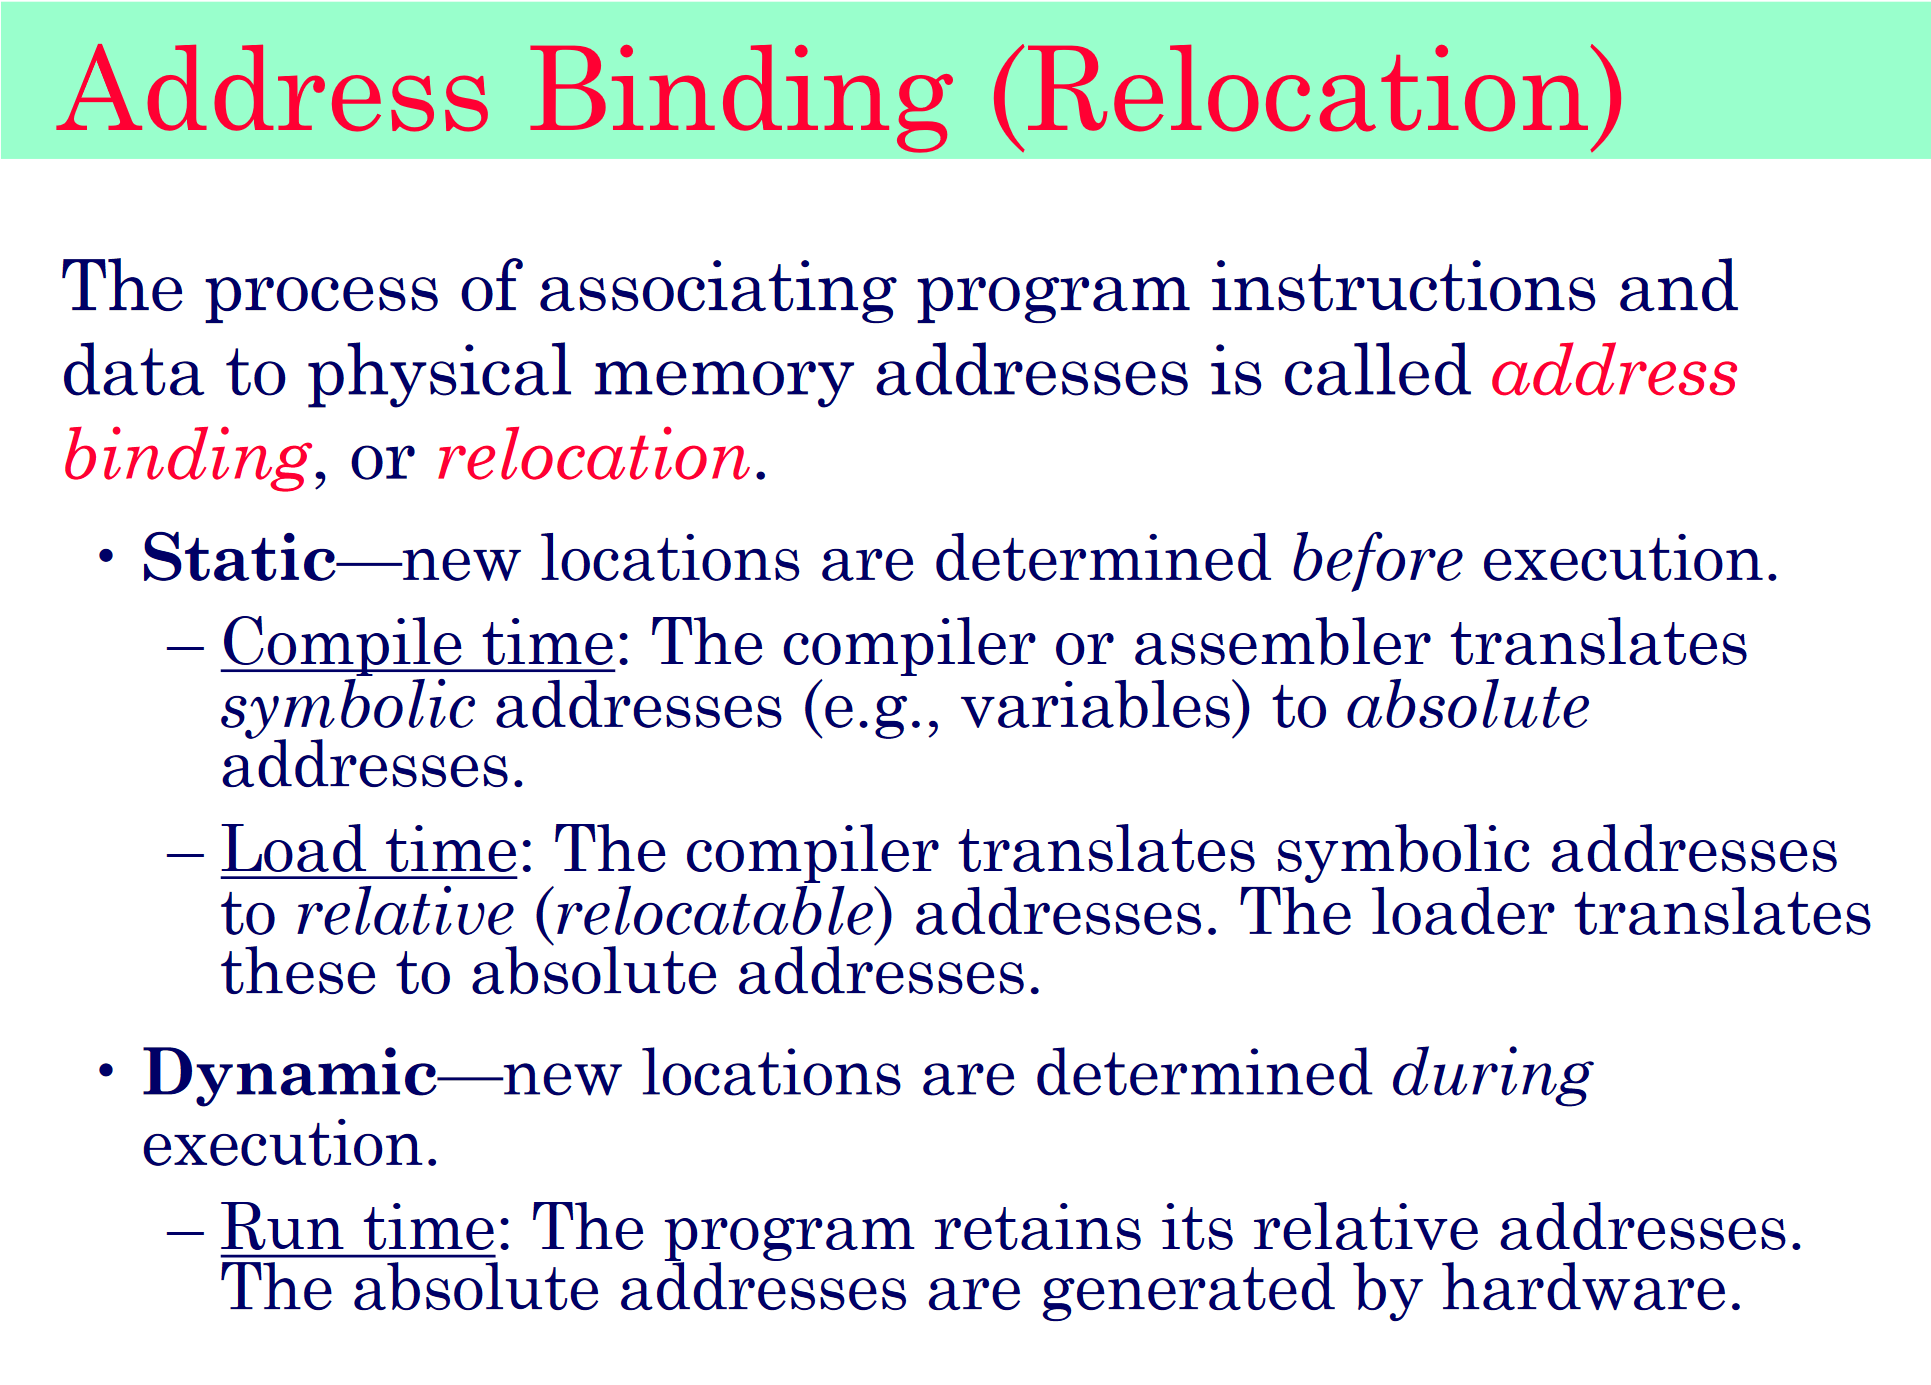 Address Binding (Relocation)
The process of associating program instructions and
data to physical memory addresses is called address
binding, or relocation.
• Static—new locations are determined before execution.
– Compile time: The compiler or assembler translates
symbolic addresses (e.g., variables) to absolute
addresses.
– Load time: The compiler translates symbolic addresses
to relative (relocatable) addresses. The loader translates
these to absolute addresses.
• Dynamic—new locations are determined during
execution.
– Run time: The program retains its relative addresses.
The absolute addresses are generated by hardware.